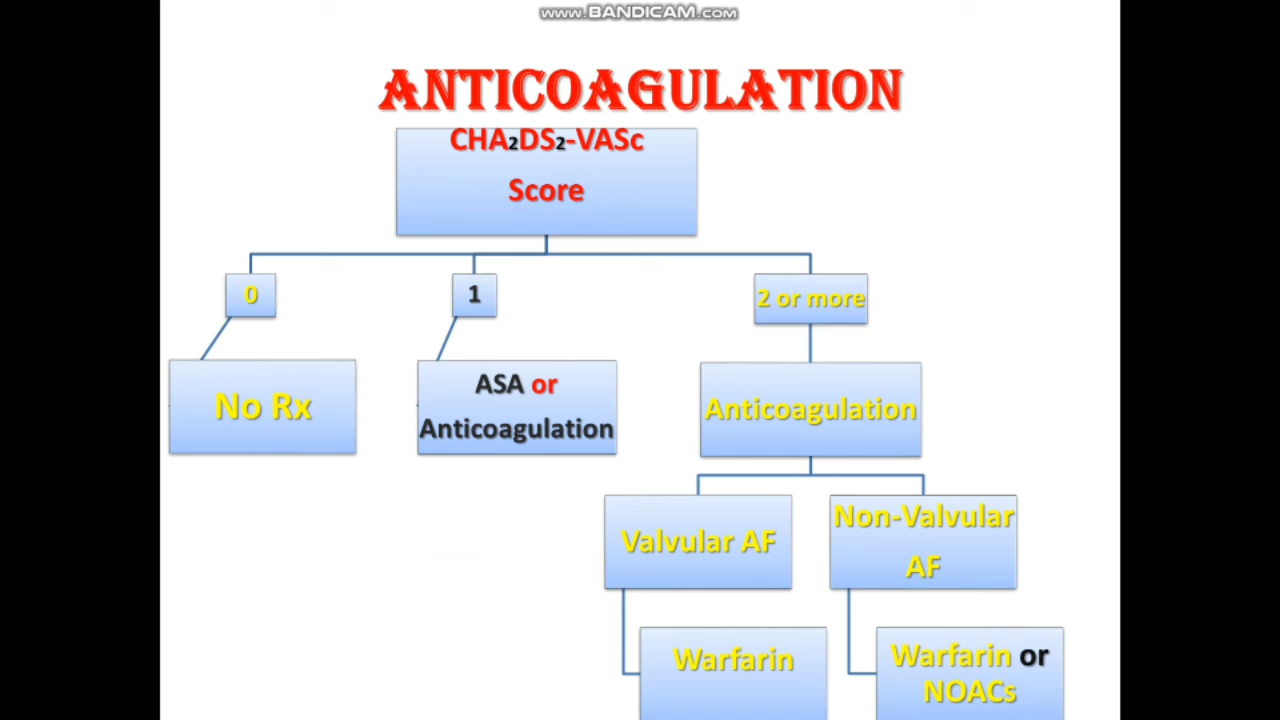 www.BANDICAM.com
ANTICOAGULATION
CHA₂DS₂-VASc
Score
0
1
2 or more
No Rx
ASA or
Anticoagulation
Anticoagulation
Valvular AF
Non-Valvular
AF
Warfarin
Warfarin or
NOACs